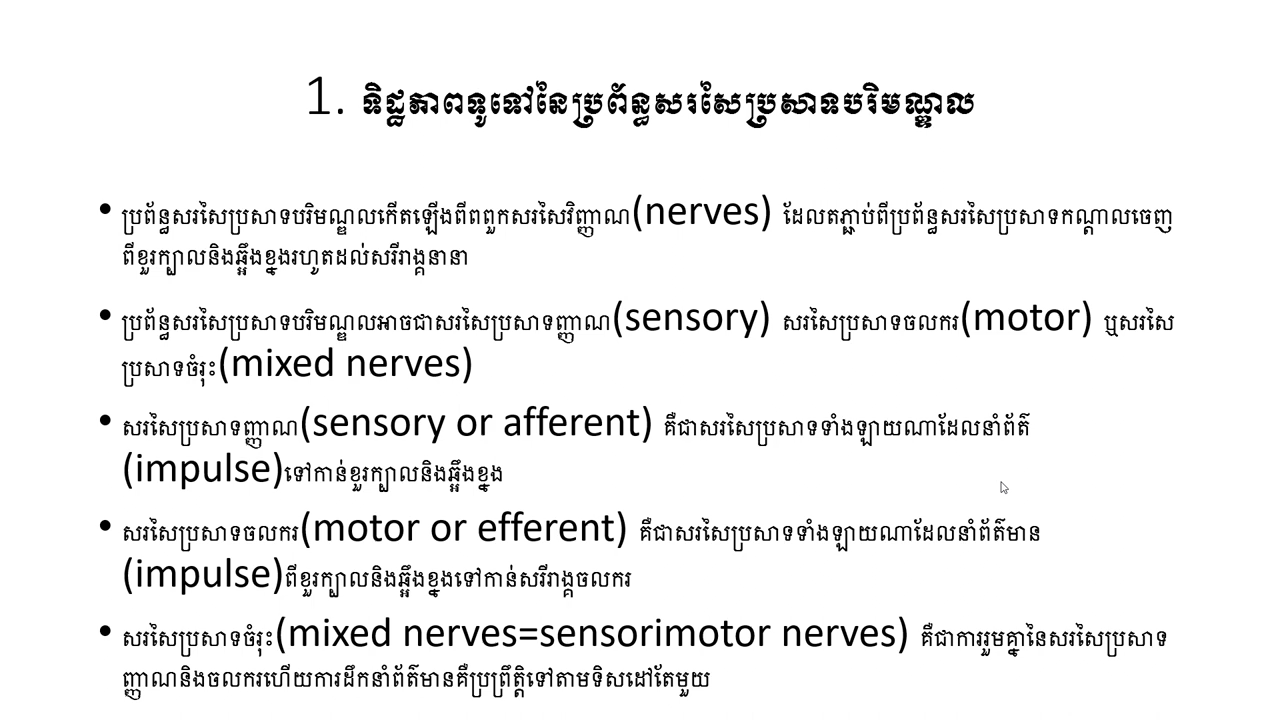 1. ទិដ្ឋភាពទូទៅនៃប្រព័ន្ធសរសៃប្រសាទបរិមណ្ឌល
• ប្រព័ន្ធសរសៃប្រសាទបរិមណ្ឌលកើតឡើងពីពពួកសរសៃវិញ្ញាណ(nerves) ដែលតភ្ជាប់ពីប្រព័ន្ធសរសៃប្រសាទកណ្តាលចេញ
ពីខួរក្បាលនិងឆ្អឹងខ្នងរហូតដល់សរីរាង្គនានា
• ប្រព័ន្ធសរសៃប្រសាទបរិមណ្ឌលអាចជាសរសៃប្រសាទញ្ញាណ(sensory) សរសៃប្រសាទចលករ(motor) ឬសរសៃ
ប្រសាទចំរុះ(mixed nerves)
• សរសៃប្រសាទញ្ញាណ(sensory or afferent) គឺជាសរសៃប្រសាទទាំងឡាយណាដែលនាំព័ត៌
(impulse)ទៅកាន់ខួរក្បាលនិងឆ្អឹងខ្នង
• សរសៃប្រសាទចលករ(motor or efferent) គឺជាសរសៃប្រសាទទាំងឡាយណាដែលនាំព័ត៌មាន
(impulse)ពីខួរក្បាលនិងឆ្អឹងខ្នងទៅកាន់សរីរាង្គចលករ
• សរសៃប្រសាទចំរុះ(mixed nerves=sensorimotor nerves) គឺជាការរួមគ្នានៃសរសៃប្រសាទ
ញ្ញាណនិងចលករហើយការដឹកនាំព័ត៌មានគឺប្រព្រឹត្តិទៅតាមទិសដៅតែមួយ